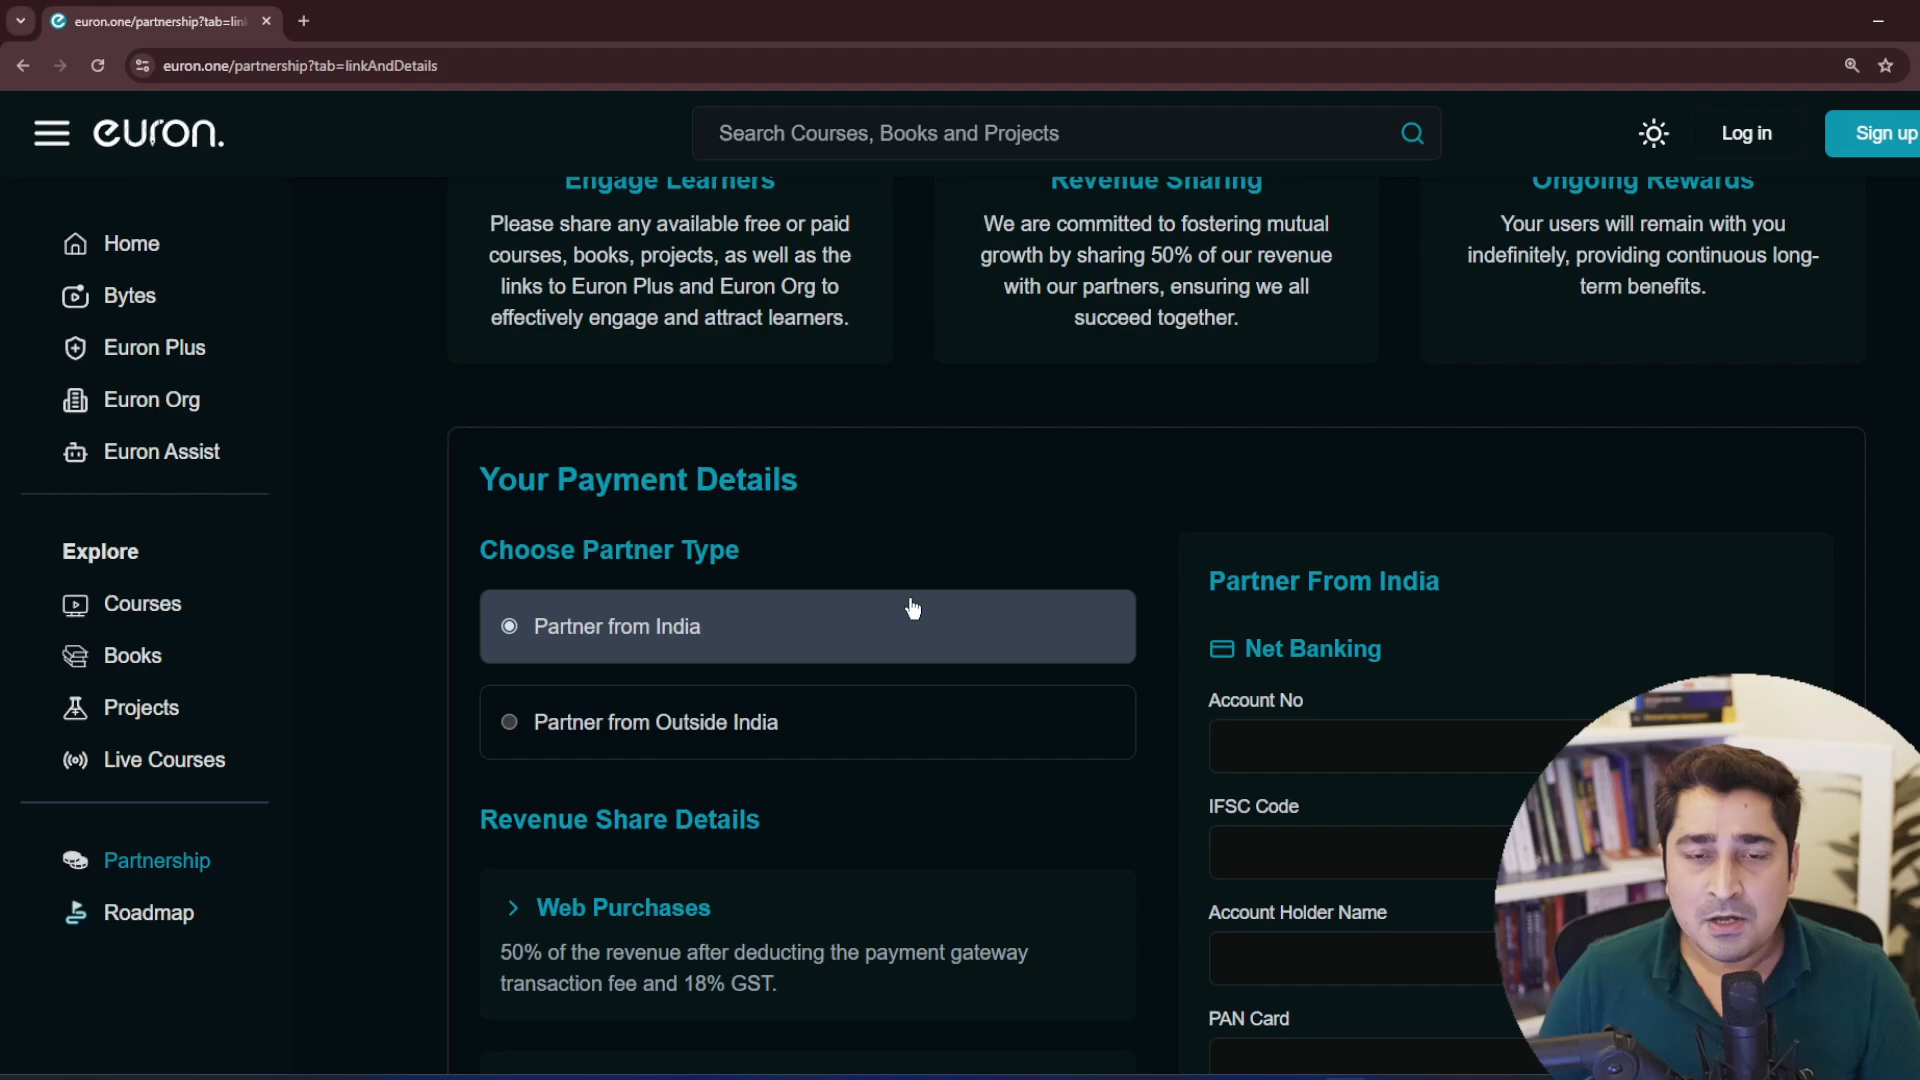 euron.one/partnership?tab=lin
euron.one/partnership?tab=linkAndDetails
euron.
Search Courses, Books and Projects
Log in
Sign up
Home
Bytes
Euron Plus
Euron Org
Euron Assist
Explore
Courses
Books
Projects
Live Courses
Partnership
Roadmap
Engage Learners
Please share any available free or paid
courses, books, projects, as well as the
links to Euron Plus and Euron Org to
effectively engage and attract learners.
Revenue Sharing
We are committed to fostering mutual
growth by sharing 50% of our revenue
with our partners, ensuring we all
succeed together.
Ongoing Rewards
Your users will remain with you
indefinitely, providing continuous long-
term benefits.
Your Payment Details
Choose Partner Type
Partner from India
Partner from Outside India
Revenue Share Details
Web Purchases
50% of the revenue after deducting the payment gateway
transaction fee and 18% GST.
Partner From India
Net Banking
Account No
IFSC Code
Account Holder Name
PAN Card